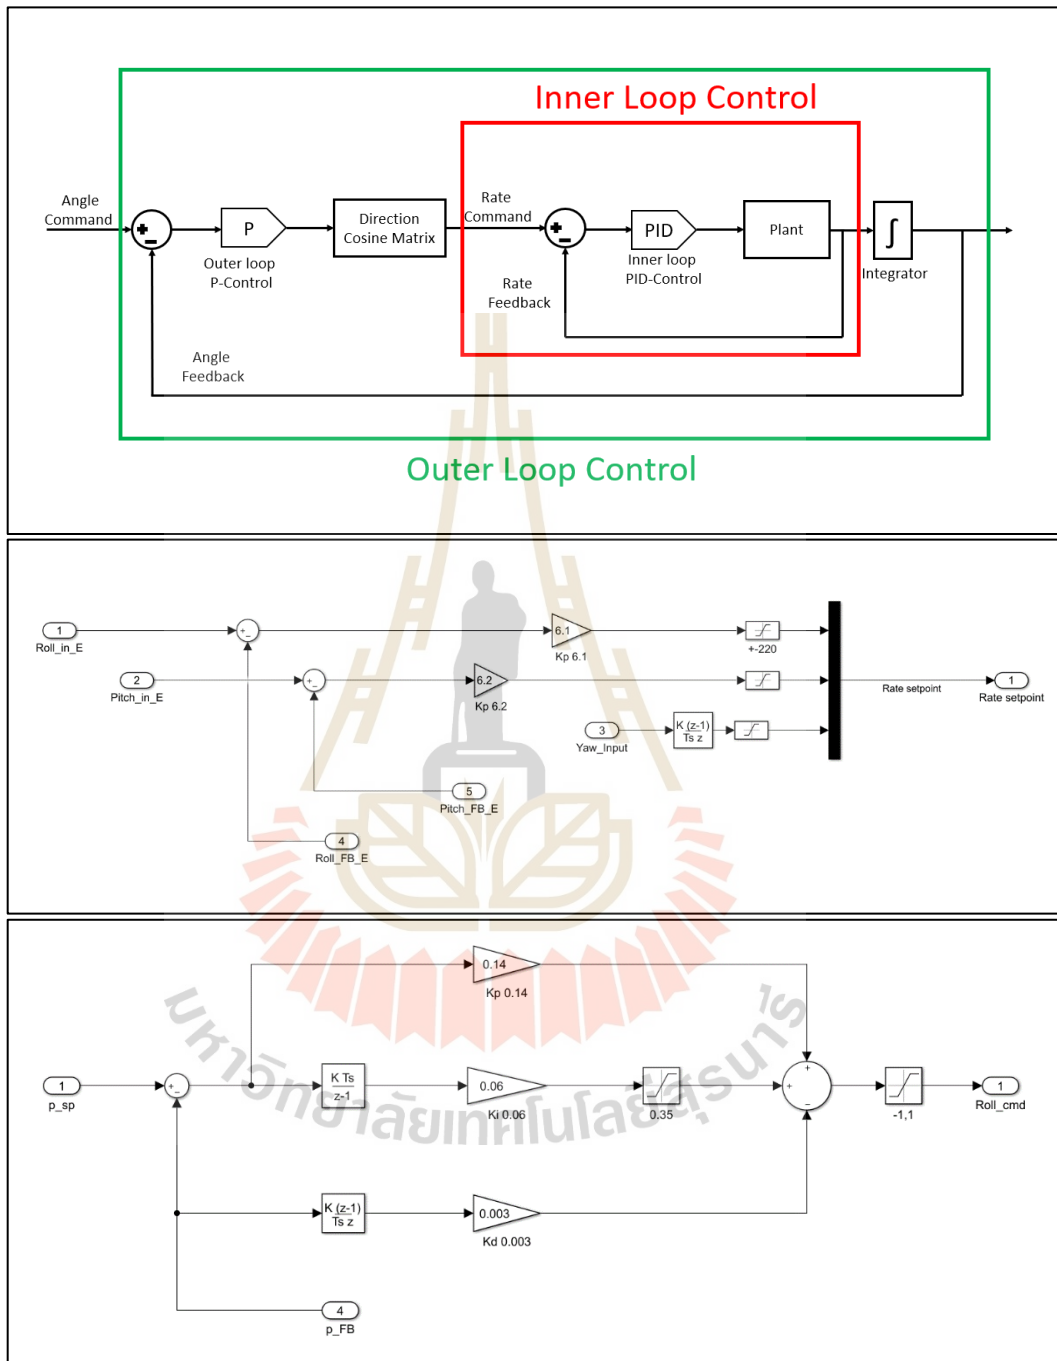 Inner Loop Control
Angle
Command
+
-
P
Outer loop
P-Control
Direction
Cosine Matrix
Rate
Command
+
-
PID
Inner loop
PID-Control
Plant
∫
Integrator
Rate
Feedback
Angle
Feedback
Outer Loop Control
1
Roll_in_E
+-
6.1
Kp 6.1
+-220
2
Pitch_in_E
+-
6.2
Kp 6.2
Rate setpoint
1
Rate setpoint
3
Yaw_Input
K (z-1)
Ts z
5
Pitch_FB_E
4
Roll_FB_E
0.14
Kp 0.14
1
p_sp
+-
K Ts
z-1
0.06
Ki 0.06
0.35
+
+
-
-1,1
1
Roll_cmd
K (z-1)
Ts z
0.003
Kd 0.003
4
p_FB
มหาวิทยาลัยเทคโนโลยีสุรนารี